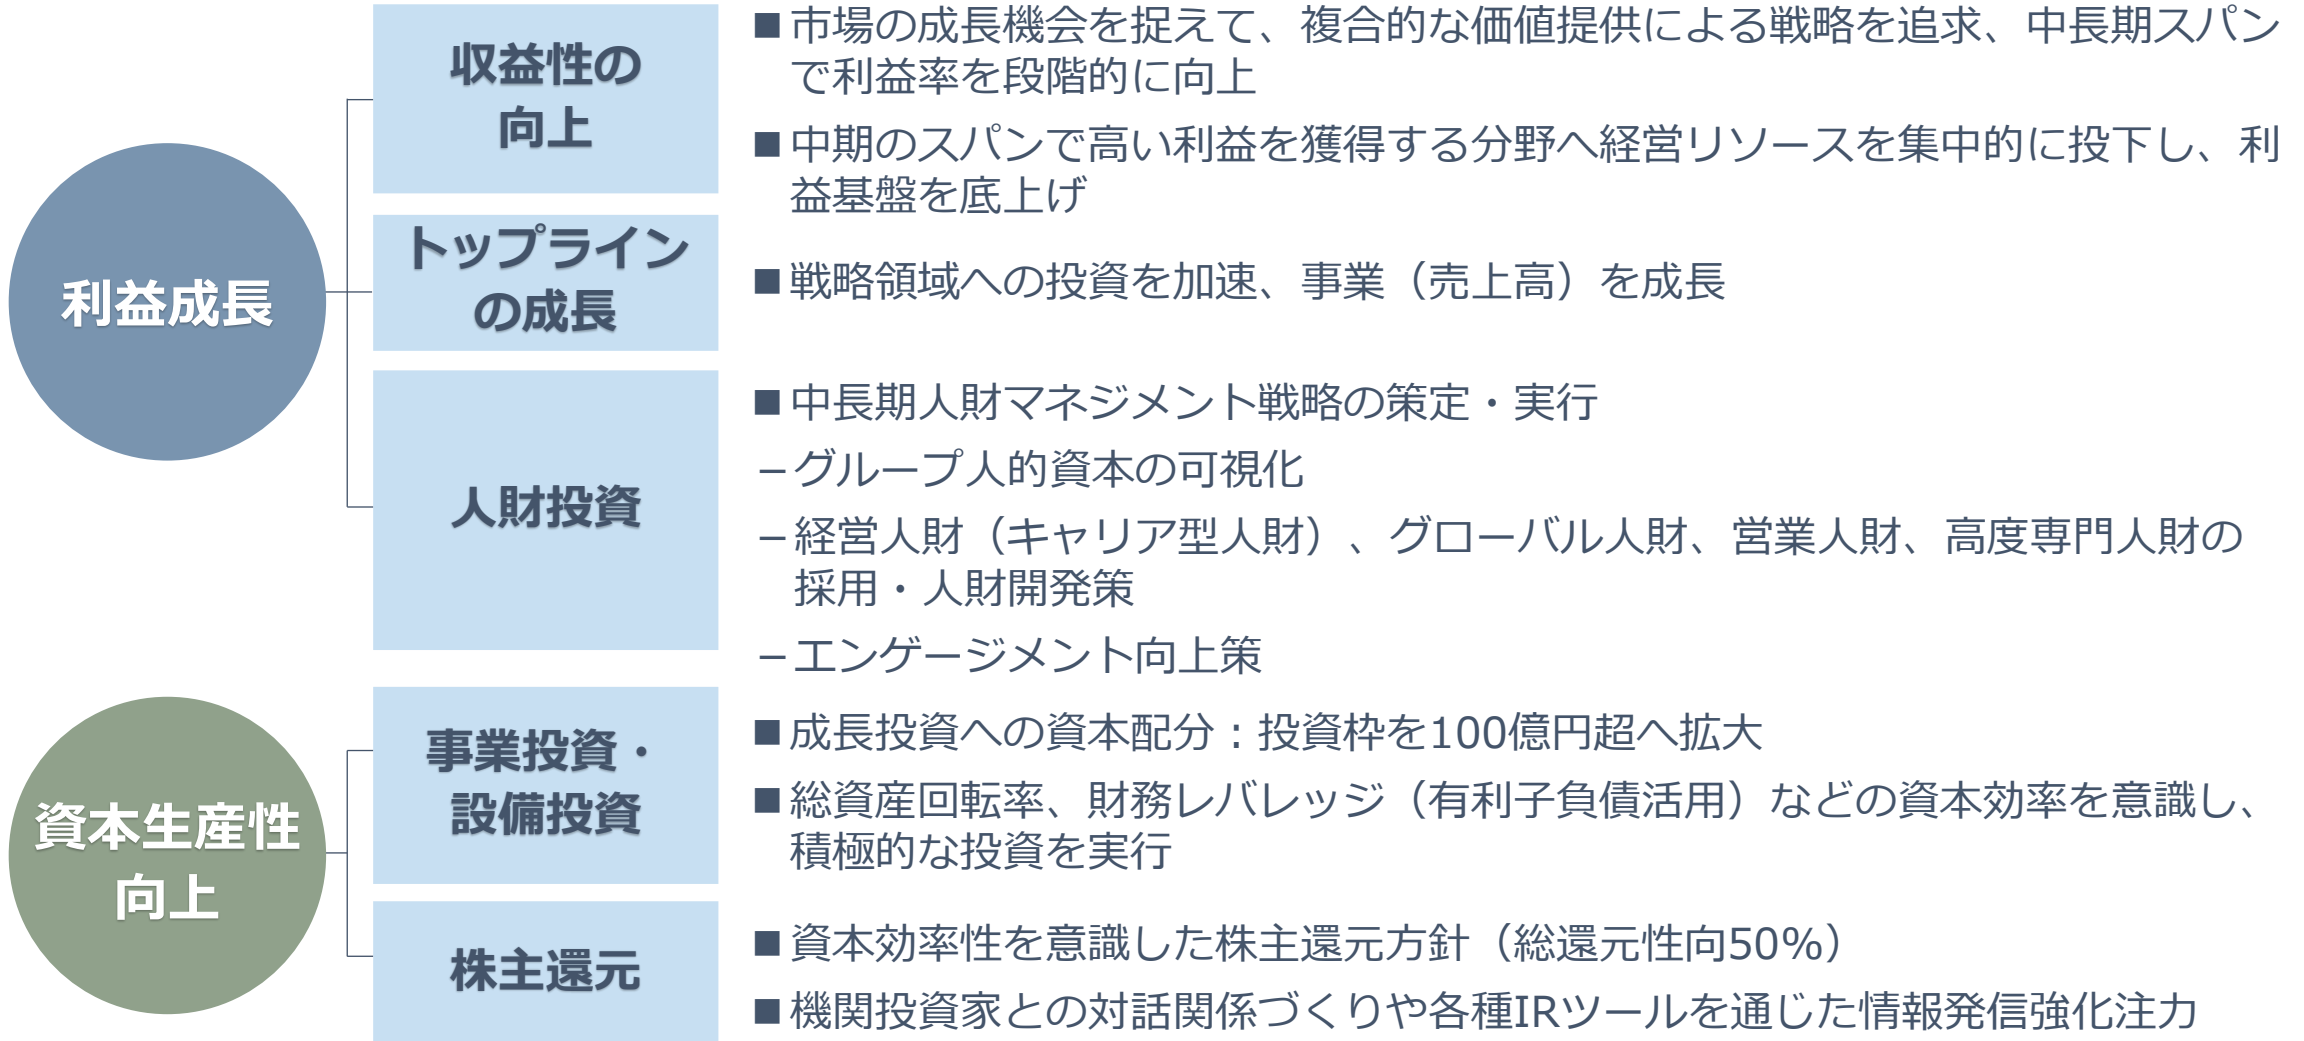 利益成長
収益性の
向上
■市場の成長機会を捉えて、複合的な価値提供による戦略を追求、中長期スパン
で利益率を段階的に向上
■中期のスパンで高い利益を獲得する分野へ経営リソースを集中的に投下し、利
益基盤を底上げ
トップライン
の成長
■戦略領域への投資を加速、事業（売上高）を成長
人財投資
■中長期人財マネジメント戦略の策定・実行
－グループ人的資本の可視化
－経営人財（キャリア型人財）、グローバル人財、営業人財、高度専門人財の
採用・人財開発策
－エンゲージメント向上策
資本生産性
向上
事業投資・
設備投資
■成長投資への資本配分：投資枠を100億円超へ拡大
■総資産回転率、財務レバレッジ（有利子負債活用）などの資本効率を意識し、
積極的な投資を実行
株主還元
■資本効率性を意識した株主還元方針（総還元性向50％）
■機関投資家との対話関係づくりや各種IRツールを通じた情報発信強化注力